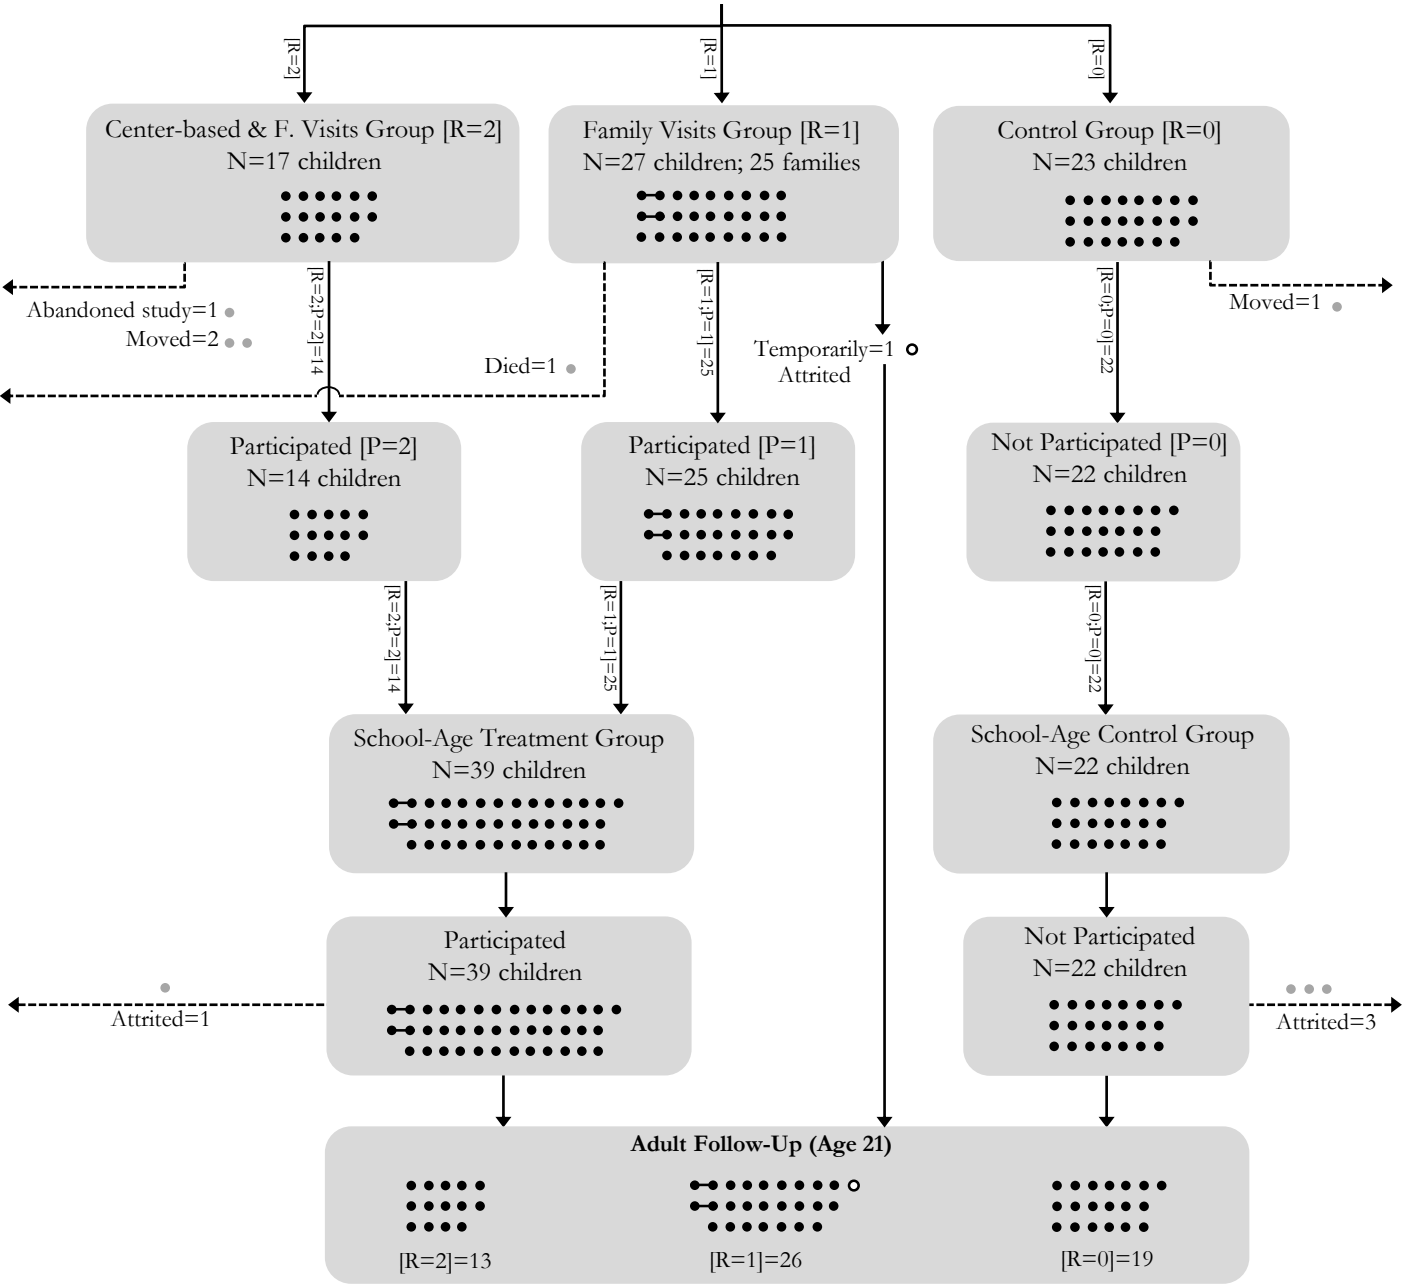 [R=2]
[R=1]
[R=0]
Center-based & F. Visits Group [R=2]
N=17 children
Family Visits Group [R=1]
N=27 children; 25 families
Control Group [R=0]
N=23 children
Abandoned study=1
Moved=2
[R=2;P=2]=14
Died=1
[R=1;P=1]=25
Temporarily=1
Attrited
[R=0;P=0]=22
Moved=1
Participated [P=2]
N=14 children
Participated [P=1]
N=25 children
Not Participated [P=0]
N=22 children
[R=2;P=2]=14
[R=1;P=1]=25
[R=0;P=0]=22
School-Age Treatment Group
N=39 children
School-Age Control Group
N=22 children
Participated
N=39 children
Not Participated
N=22 children
Attrited=1
Attrited=3
Adult Follow-Up (Age 21)
[R=2]=13
[R=1]=26
[R=0]=19